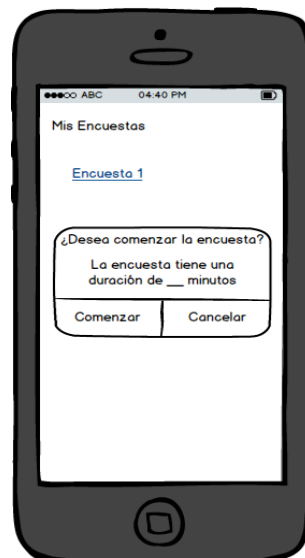 ABC 04:40 PM
Mis Encuestas
Encuesta 1
¿Desea comenzar la encuesta?
La encuesta tiene una
duración de __ minutos
Comenzar Cancelar